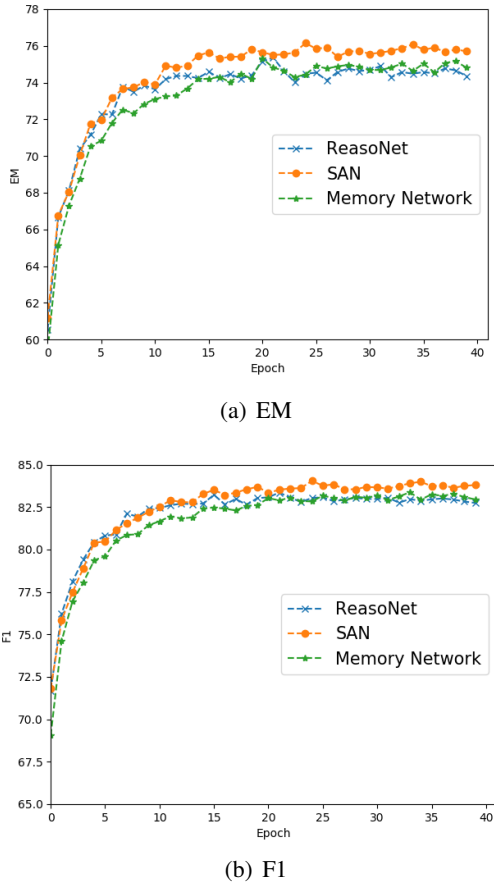 78
76
74
72
70
68
66
64
62
60
EM
ReasoNet
SAN
Memory Network
0 5 10 15 20 25 30 35 40
Epoch
(a) EM
85.0
82.5
80.0
77.5
75.0
72.5
70.0
67.5
65.0
F1
ReasoNet
SAN
Memory Network
0 5 10 15 20 25 30 35 40
Epoch
(b) F1